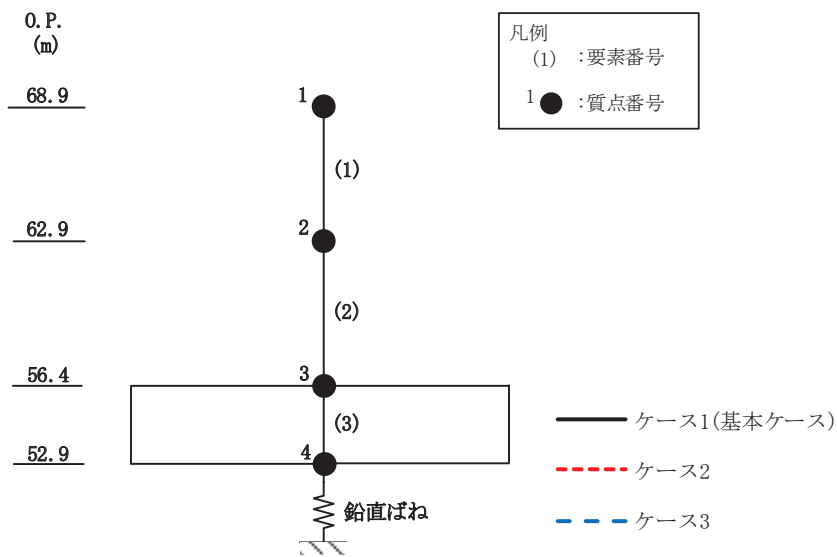 O.P.
(m)
68.9
62.9
56.4
52.9
1
(1)
2
(2)
3
(3)
4
鉛直ばね
凡例
(1) :要素番号
1 :質点番号
ケース1(基本ケース)
ケース2
ケース3